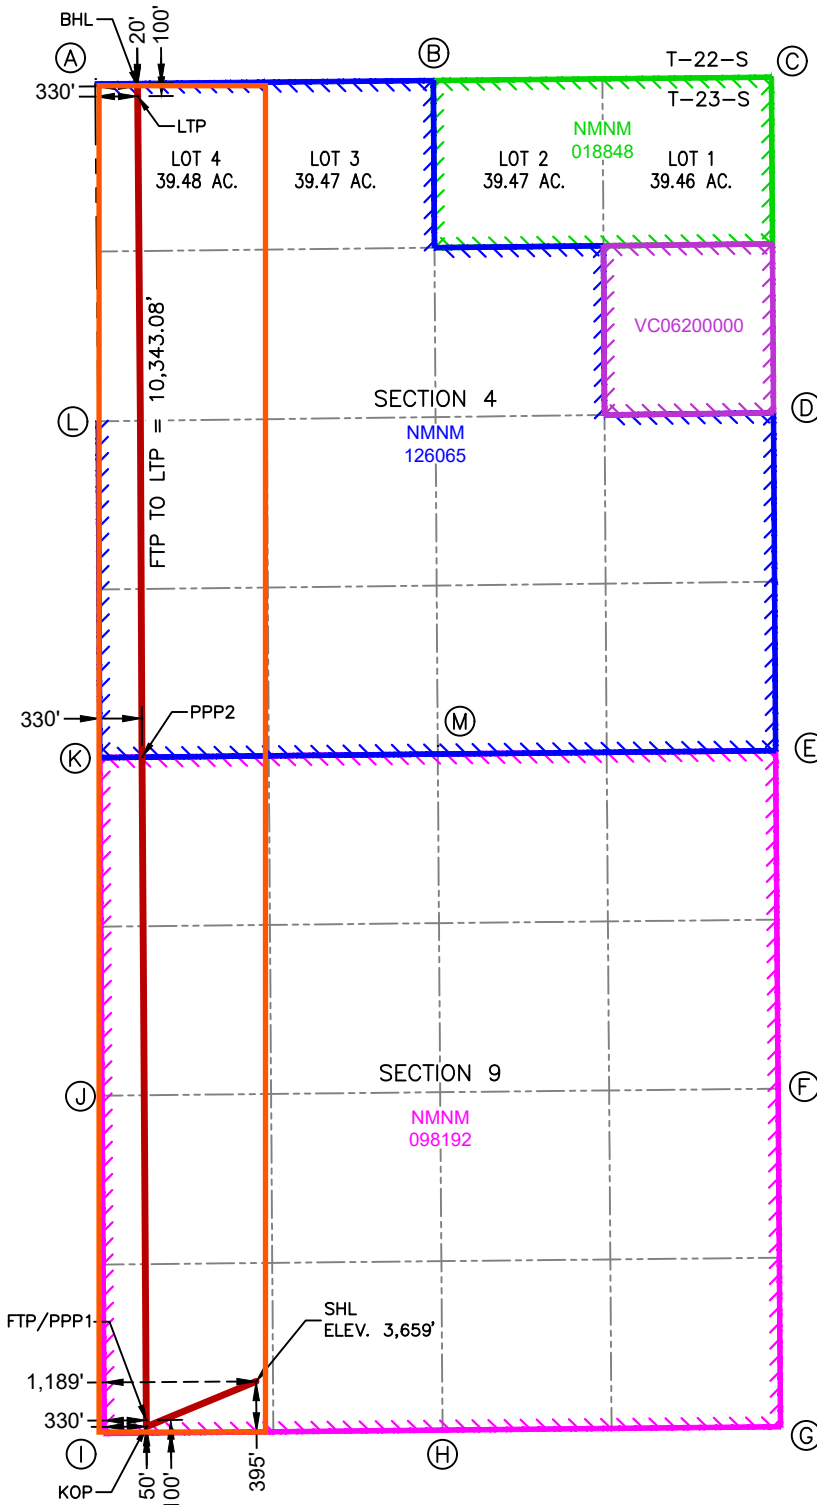 BHL
20'
100'
A
B
C
T-22-S
T-23-S
330'
LTP
NMNM
018848
LOT 4
39.48 AC.
LOT 3
39.47 AC.
LOT 2
39.47 AC.
LOT 1
39.46 AC.
VC06200000
FTP TO LTP = 10,343.08'
SECTION 4
NMNM
126065
L
D
330'
PPP2
M
K
E
SECTION 9
NMNM
098192
J
F
FTP/PPP1
SHL
ELEV. 3,659'
1,189'
330'
I
H
G
KOP
50'
100'
395'